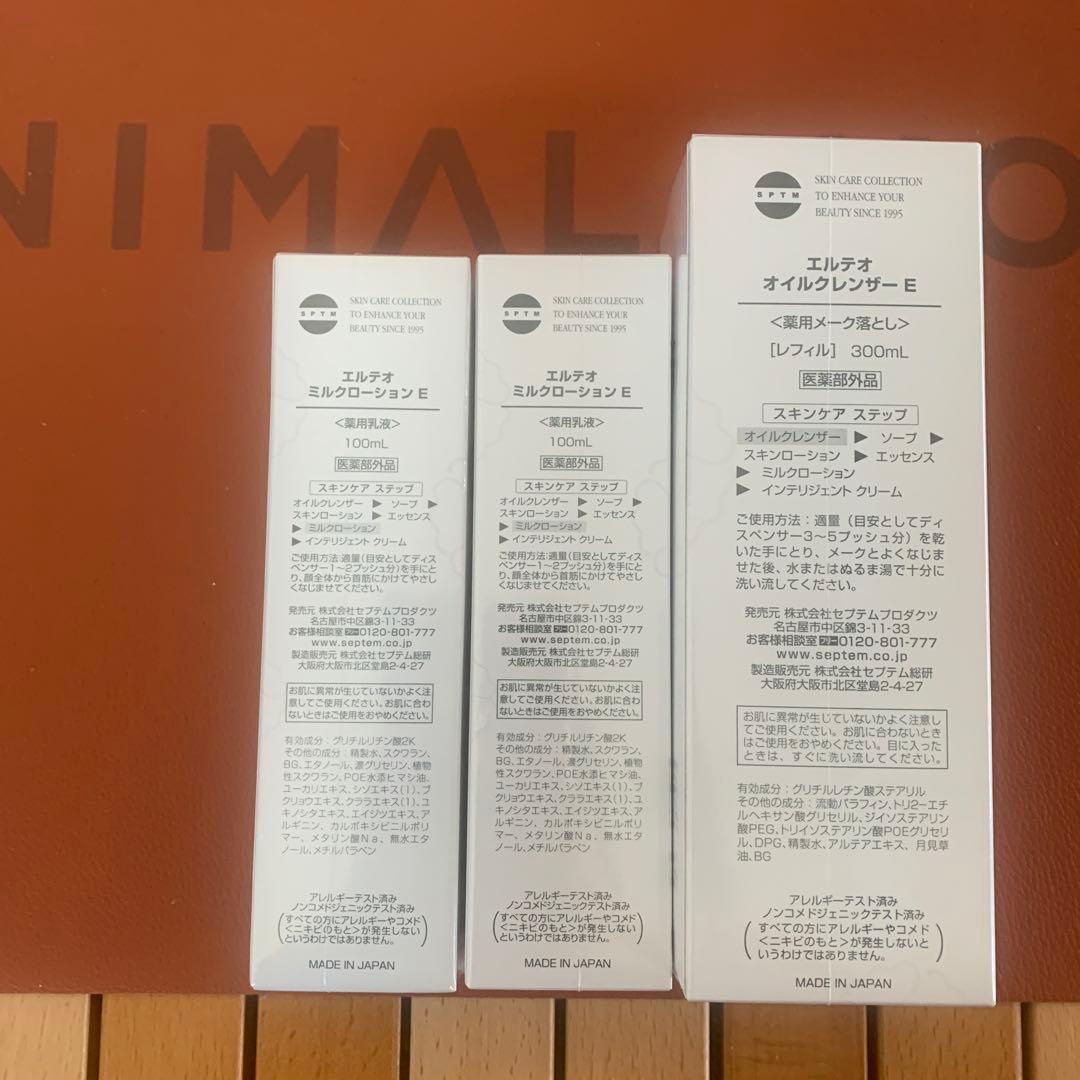 NIMAL
O
SPTM
SKIN CARE COLLECTION
TO ENHANCE YOUR
BEAUTY SINCE 1995
エルテオ
ミルクローション E
<薬用乳液>
100mL
医薬部外品
スキンケア ステップ
オイルクレンザー ▶ ソープ ▶
スキンローション ▶ エッセンス
▶ ミルクローション
▶ インテリジェント クリーム
ご使用方法:適量(目安としてディス
ペンサー1〜2プッシュ分)を手にと
り、顔全体から首筋にかけてやさし
くなじませてください。
発売元 株式会社セプテムプロダクツ
名古屋市中区錦3-11-33
お客様相談室 フリー0120-801-777
www.septem.co.jp
製造販売元 株式会社セプテム総研
大阪府大阪市北区堂島2-4-27
お肌に異常が生じていないかよく注
意してご使用ください。お肌に合わ
ないときはご使用をおやめください。
有効成分:グリチルリチン酸2K
その他の成分:精製水、スクワラン、
BG、エタノール、濃グリセリン、植物
性スクワラン、POE水添ヒマシ油、
ユーカリエキス、シソエキス(1)、ブ
クリョウエキス、クララエキス(1)、ユ
キノシタエキス、エイジツエキス、ア
ルギニン、カルボキシビニルポリ
マー、メタリン酸Na、無水エタ
ノール、メチルパラベン
アレルギーテスト済み
ノンコメドジェニックテスト済み
(すべての方にアレルギーやコメド
<ニキビのもと>が発生しない
というわけではありません。)
MADE IN JAPAN
SPTM
SKIN CARE COLLECTION
TO ENHANCE YOUR
BEAUTY SINCE 1995
エルテオ
ミルクローション E
<薬用乳液>
100mL
医薬部外品
スキンケア ステップ
オイルクレンザー ▶ ソープ ▶
スキンローション ▶ エッセンス
▶ ミルクローション
▶ インテリジェント クリーム
ご使用方法:適量(目安としてディス
ペンサー1〜2プッシュ分)を手にと
り、顔全体から首筋にかけてやさし
くなじませてください。
発売元 株式会社セプテムプロダクツ
名古屋市中区錦3-11-33
お客様相談室 フリー0120-801-777
www.septem.co.jp
製造販売元 株式会社セプテム総研
大阪府大阪市北区堂島2-4-27
お肌に異常が生じていないかよく注
意してご使用ください。お肌に合わ
ないときはご使用をおやめください。
有効成分:グリチルリチン酸2K
その他の成分:精製水、スクワラン、
BG、エタノール、濃グリセリン、植物
性スクワラン、POE水添ヒマシ油、
ユーカリエキス、シソエキス(1)、ブ
クリョウエキス、クララエキス(1)、ユ
キノシタエキス、エイジツエキス、ア
ルギニン、カルボキシビニルポリ
マー、メタリン酸Na、無水エタ
ノール、メチルパラベン
アレルギーテスト済み
ノンコメドジェニックテスト済み
(すべての方にアレルギーやコメド
<ニキビのもと>が発生しない
というわけではありません。)
MADE IN JAPAN
SPTM
SKIN CARE COLLECTION
TO ENHANCE YOUR
BEAUTY SINCE 1995
エルテオ
オイルクレンザー E
<薬用メーク落とし>
[レフィル] 300mL
医薬部外品
スキンケア ステップ
オイルクレンザー ▶ ソープ ▶
スキンローション ▶ エッセンス
▶ ミルクローション
▶ インテリジェント クリーム
ご使用方法:適量(目安としてディ
スペンサー3〜5プッシュ分)を乾
いた手にとり、メークとよくなじま
せた後、水またはぬるま湯で十分に
洗い流してください。
発売元 株式会社セプテムプロダクツ
名古屋市中区錦3-11-33
お客様相談室 フリー0120-801-777
www.septem.co.jp
製造販売元 株式会社セプテム総研
大阪府大阪市北区堂島2-4-27
お肌に異常が生じていないかよく注意し
てご使用ください。お肌に合わないとき
はご使用をおやめください。目に入った
ときは、すぐに洗い流してください。
有効成分:グリチルレチン酸ステアリル
その他の成分:流動パラフィン、トリ2-エチ
ルヘキサン酸グリセリル、ジイソステアリン
酸PEG、トリイソステアリン酸POEグリセリ
ル、DPG、精製水、アルテアエキス、月見草
油、BG
アレルギーテスト済み
ノンコメドジェニックテスト済み
(すべての方にアレルギーやコメド
<ニキビのもと>が発生しないと
いうわけではありません。)
MADE IN JAPAN